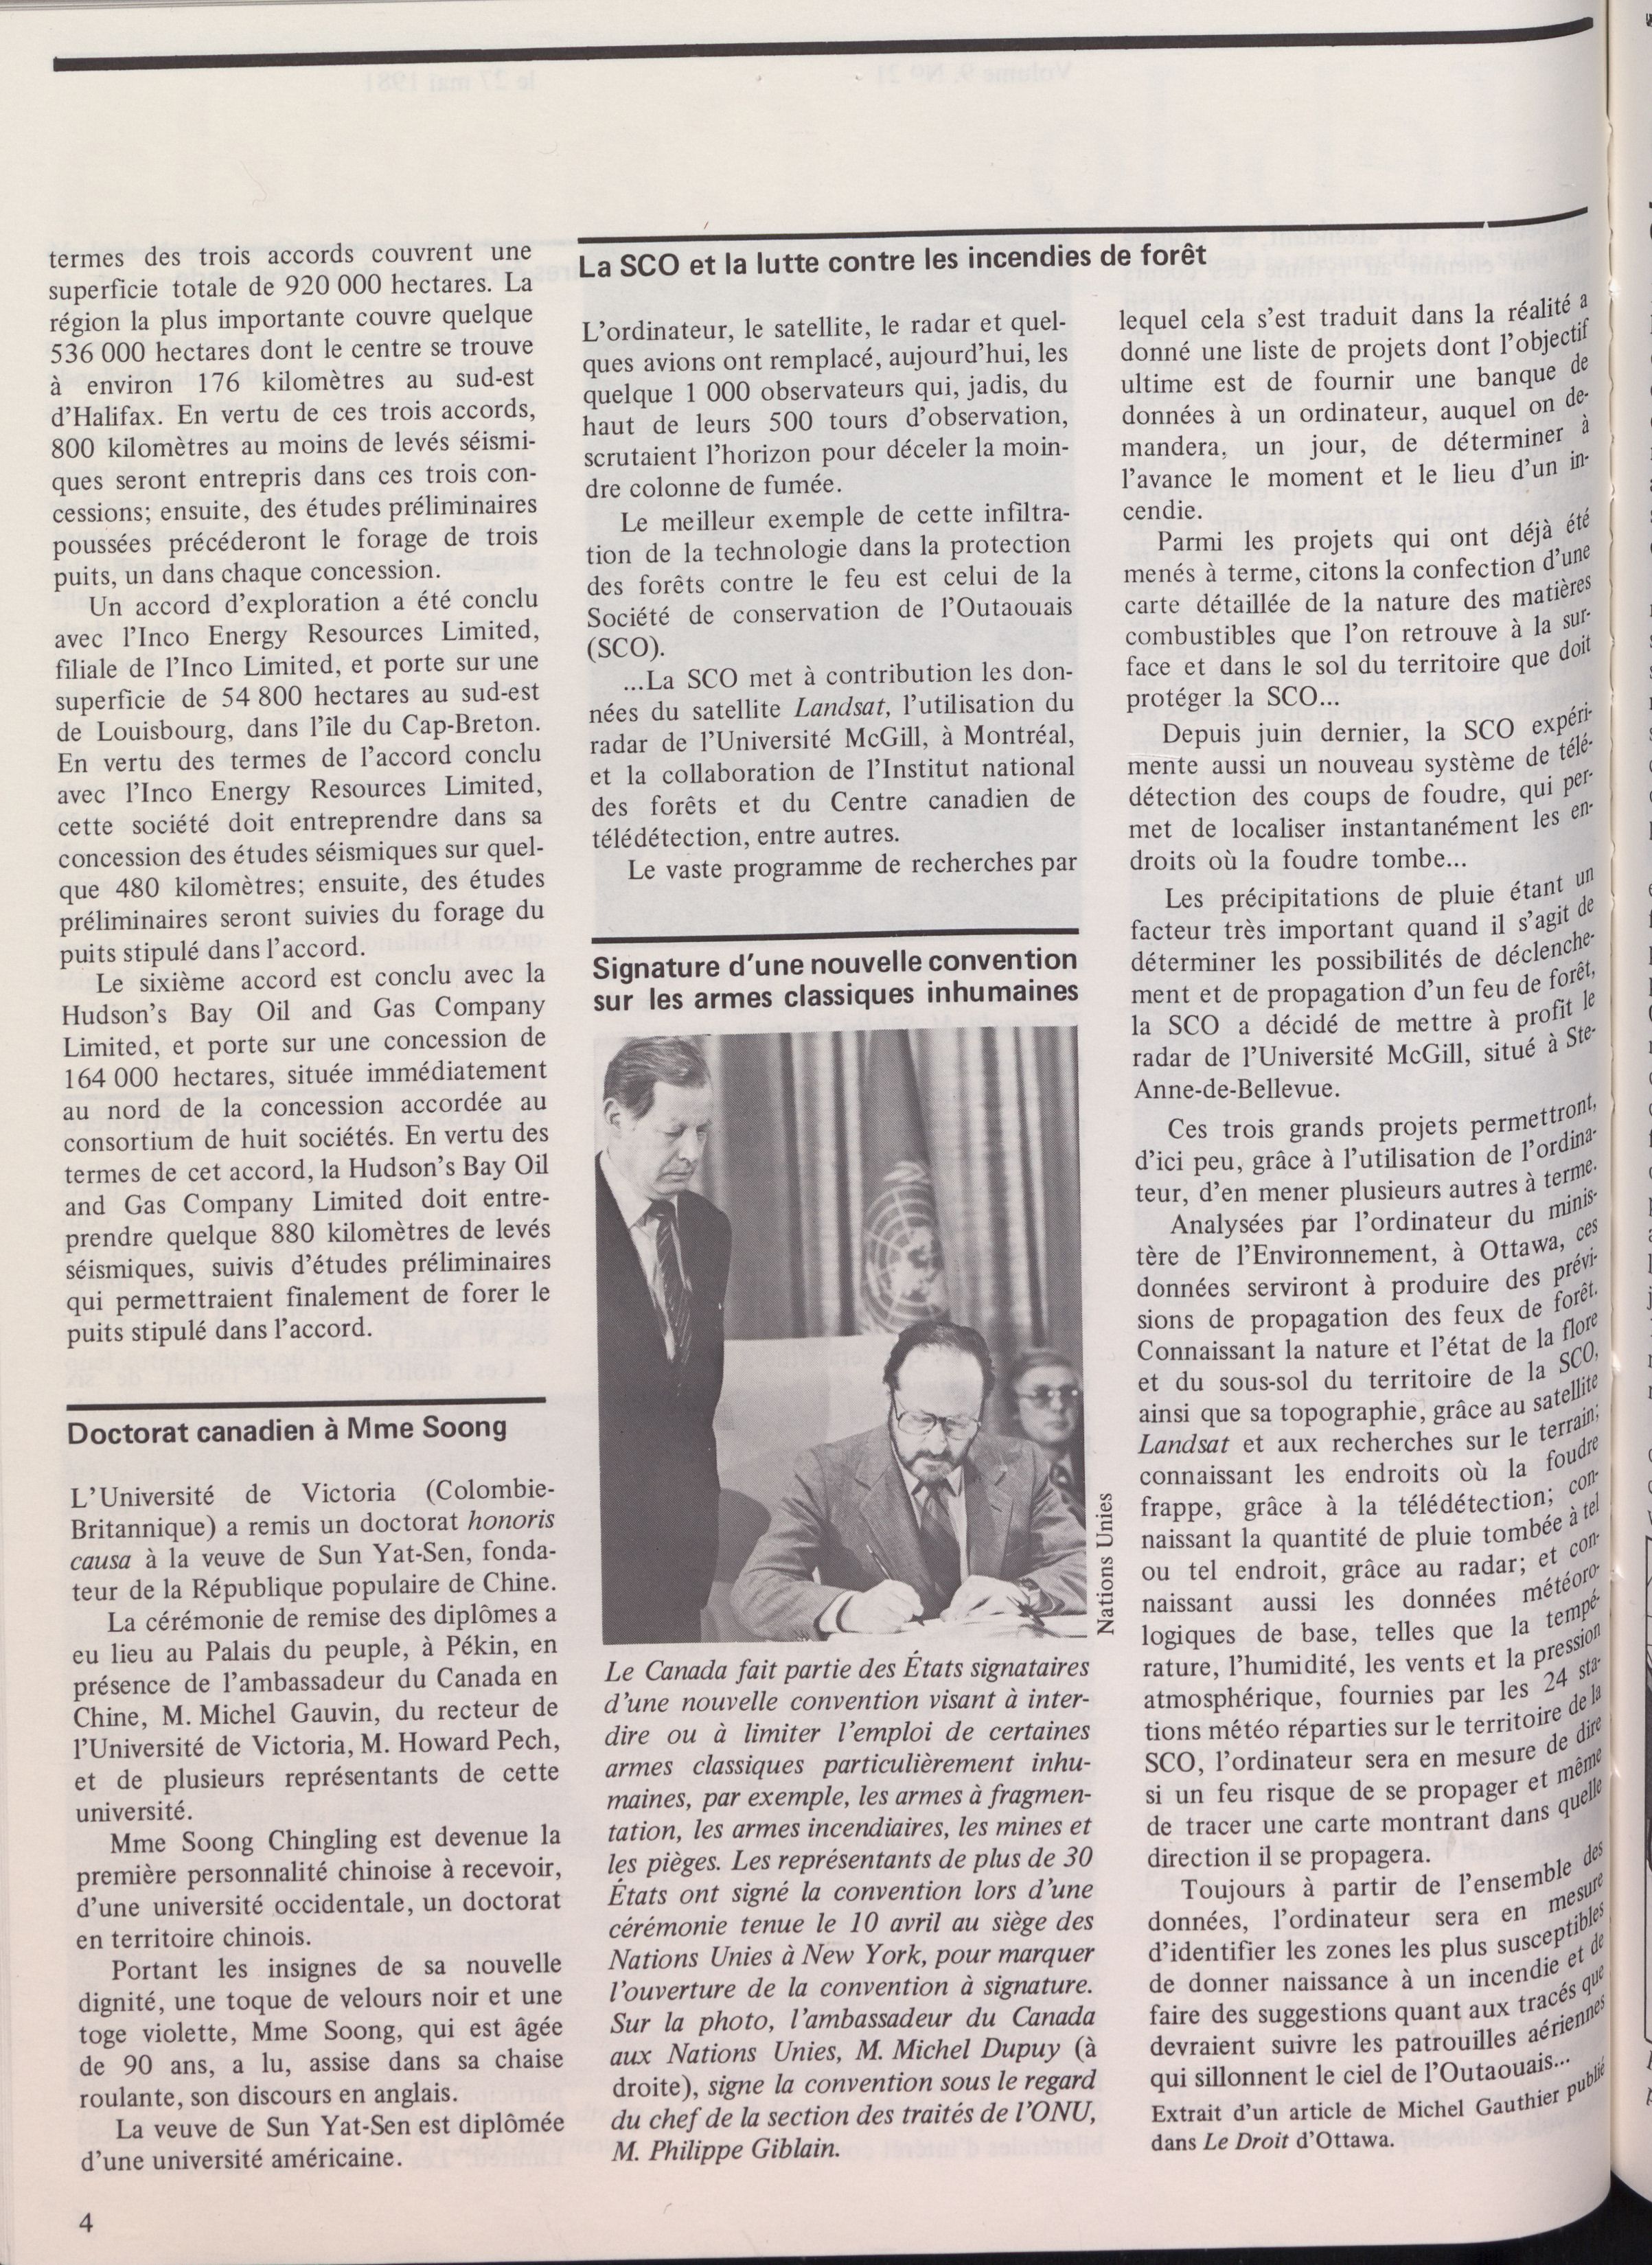 termes des trois accords couvrent une
superficie totale de 920 000 hectares. La
région la plus importante couvre quelque
536 000 hectares dont le centre se trouve
à environ 176 kilomètres au sud-est
d'Halifax. En vertu de ces trois accords,
800 kilomètres au moins de levés séismi-
ques seront entrepris dans ces trois con-
cessions; ensuite, des études préliminaires
poussées précéderont le forage de trois
puits, un dans chaque concession.
Un accord d'exploration a été conclu
avec l'Inco Energy Resources Limited,
filiale de l'Inco Limited, et porte sur une
superficie de 54 800 hectares au sud-est
de Louisbourg, dans l'île du Cap-Breton.
En vertu des termes de l'accord conclu
avec l'Inco Energy Resources Limited,
cette société doit entreprendre dans sa
concession des études séismiques sur quel-
que 480 kilomètres; ensuite, des études
préliminaires seront suivies du forage du
puits stipulé dans l'accord.
Le sixième accord est conclu avec la
Hudson's Bay Oil and Gas Company
Limited, et porte sur une concession de
164 000 hectares, située immédiatement
au nord de la concession accordée au
consortium de huit sociétés. En vertu des
termes de cet accord, la Hudson's Bay Oil
and Gas Company Limited doit entre-
prendre quelque 880 kilomètres de levés
séismiques, suivis d'études préliminaires
qui permettraient finalement de forer le
puits stipulé dans l'accord.
Doctorat canadien à Mme Soong
L'Université de Victoria (Colombie-
Britannique) a remis un doctorat honoris
causa à la veuve de Sun Yat-Sen, fonda-
teur de la République populaire de Chine.
La cérémonie de remise des diplômes a
eu lieu au Palais du peuple, à Pékin, en
présence de l'ambassadeur du Canada en
Chine, M. Michel Gauvin, du recteur de
l'Université de Victoria, M. Howard Pech,
et de plusieurs représentants de cette
université.
Mme Soong Chingling est devenue la
première personnalité chinoise à recevoir,
d'une université occidentale, un doctorat
en territoire chinois.
Portant les insignes de sa nouvelle
dignité, une toque de velours noir et une
toge violette, Mme Soong, qui est âgée
de 90 ans, a lu, assise dans sa chaise
roulante, son discours en anglais.
La veuve de Sun Yat-Sen est diplômée
d'une université américaine.
4
La SCO et la lutte contre les incendies de forêt
L'ordinateur, le satellite, le radar et quel-
ques avions ont remplacé, aujourd'hui, les
quelque 1 000 observateurs qui, jadis, du
haut de leurs 500 tours d'observation,
scrutaient l'horizon pour déceler la moin-
dre colonne de fumée.
Le meilleur exemple de cette infiltra-
tion de la technologie dans la protection
des forêts contre le feu est celui de la
Société de conservation de l'Outaouais
(SCO).
...La SCO met à contribution les don-
nées du satellite Landsat, l'utilisation du
radar de l'Université McGill, à Montréal,
et la collaboration de l'Institut national
des forêts et du Centre canadien de
télédétection, entre autres.
Le vaste programme de recherches par
lequel cela s'est traduit dans la réalité a
donné une liste de projets dont l'objectif
ultime est de fournir une banque de
données à un ordinateur, auquel on de-
mandera, un jour, de déterminer à
l'avance le moment et le lieu d'un in-
cendie.
Parmi les projets qui ont déjà été
menés à terme, citons la confection d'une
carte détaillée de la nature des matières
combustibles que l'on retrouve à la sur-
face et dans le sol du territoire que doit
protéger la SCO...
Depuis juin dernier, la SCO expéri-
mente aussi un nouveau système de télé-
détection des coups de foudre, qui per-
met de localiser instantanément les en-
droits où la foudre tombe...
Les précipitations de pluie étant un
facteur très important quand il s'agit de
déterminer les possibilités de déclenche-
ment et de propagation d'un feu de forêt,
la SCO a décidé de mettre à profit le
radar de l'Université McGill, situé à Ste-
Anne-de-Bellevue.
Ces trois grands projets permettront,
d'ici peu, grâce à l'utilisation de l'ordina-
teur, d'en mener plusieurs autres à terme.
Analysées par l'ordinateur du minis-
tère de l'Environnement, à Ottawa, ces
données serviront à produire des prévi-
sions de propagation des feux de forêt.
Connaissant la nature et l'état de la flore
et du sous-sol du territoire de la SCO,
ainsi que sa topographie, grâce au satellite
Landsat et aux recherches sur le terrain;
connaissant les endroits où la foudre
frappe, grâce à la télédétection; con-
naissant la quantité de pluie tombée à tel
ou tel endroit, grâce au radar; et con-
naissant aussi les données météoro-
logiques de base, telles que la tempé-
rature, l'humidité, les vents et la pression
atmosphérique, fournies par les 24 sta-
tions météo réparties sur le territoire de la
SCO, l'ordinateur sera en mesure de dire
si un feu risque de se propager et même
de tracer une carte montrant dans quelle
direction il se propagera.
Toujours à partir de l'ensemble des
données, l'ordinateur sera en mesure
d'identifier les zones les plus susceptibles
de donner naissance à un incendie et de
faire des suggestions quant aux tracés que
devraient suivre les patrouilles aériennes
qui sillonnent le ciel de l'Outaouais...
Extrait d'un article de Michel Gauthier publié
dans Le Droit d'Ottawa.
Signature d'une nouvelle convention
sur les armes classiques inhumaines
Nations Unies
Le Canada fait partie des États signataires
d'une nouvelle convention visant à inter-
dire ou à limiter l'emploi de certaines
armes classiques particulièrement inhu-
maines, par exemple, les armes à fragmen-
tation, les armes incendiaires, les mines et
les pièges. Les représentants de plus de 30
États ont signé la convention lors d'une
cérémonie tenue le 10 avril au siège des
Nations Unies à New York, pour marquer
l'ouverture de la convention à signature.
Sur la photo, l'ambassadeur du Canada
aux Nations Unies, M. Michel Dupuy (à
droite), signe la convention sous le regard
du chef de la section des traités de l'ONU,
M. Philippe Giblain.